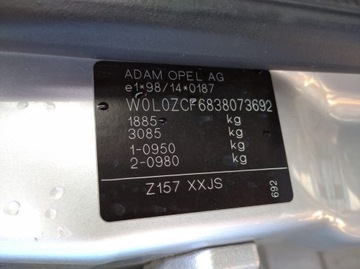 ADAM OPEL AG
e1*98/14*0187
W0L0ZCF6838073692
1885 kg
3085 kg
1-0950 kg
2-0980 kg
Z157 XXJS
692